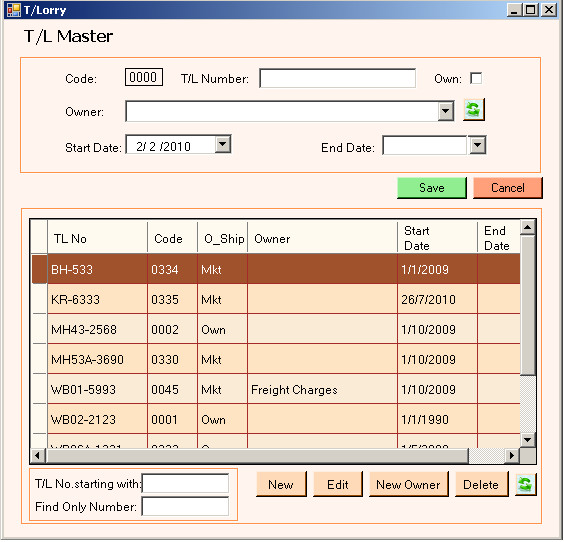 T/Lorry
T/L Master
Code: 0000 T/L Number: Own:
Owner:
Start Date: 2/ 2 /2010 End Date:
Save Cancel
TL No Code O_Ship Owner Start Date End Date
BH-533 0334 Mkt 1/1/2009
KR-6333 0335 Mkt 26/7/2010
MH43-2568 0002 Own 1/10/2009
MH53A-3690 0330 Mkt 1/10/2009
WB01-5993 0045 Mkt Freight Charges 1/10/2009
WB02-2123 0001 Own 1/1/1990
T/L No.starting with:
New Edit New Owner Delete
Find Only Number: